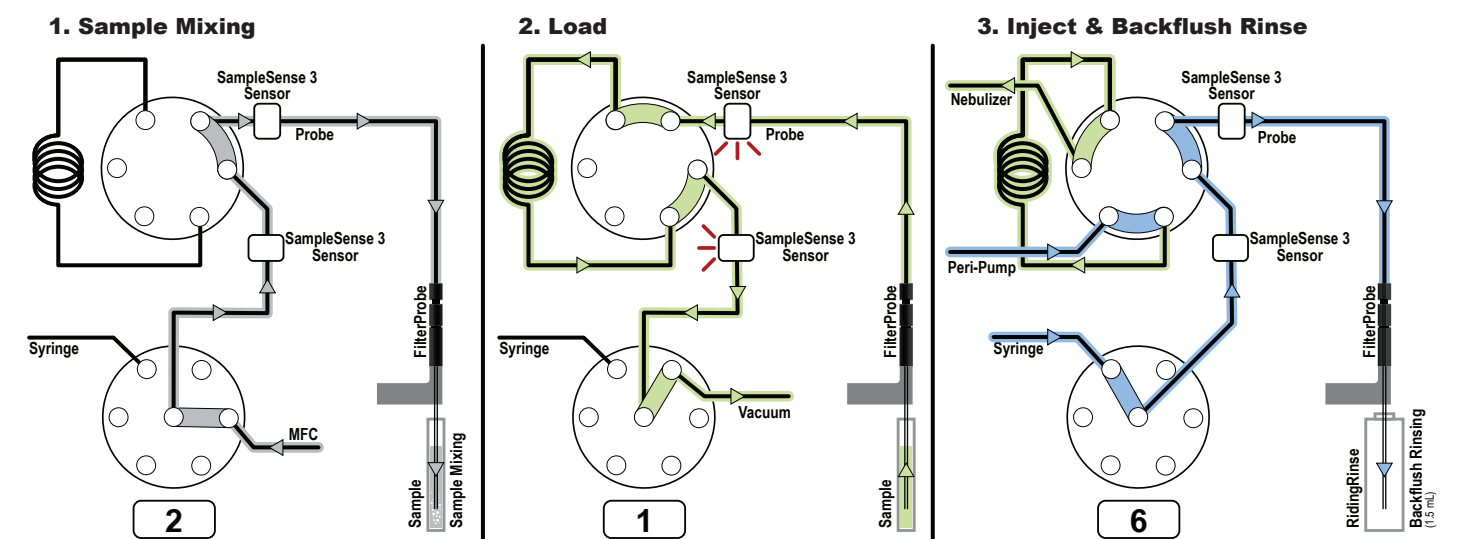 1. Sample Mixing
SampleSense 3
Sensor
Probe
SampleSense 3
Sensor
FilterProbe
Syringe
MFC
Sample
Sample Mixing
2
2. Load
SampleSense 3
Sensor
Probe
SampleSense 3
Sensor
FilterProbe
Syringe
Vacuum
Sample
1
3. Inject & Backflush Rinse
SampleSense 3
Sensor
Nebulizer
Probe
SampleSense 3
Sensor
Peri-Pump
FilterProbe
Syringe
RidingRinse
Backflush Rinsing
(1.5 mL)
6